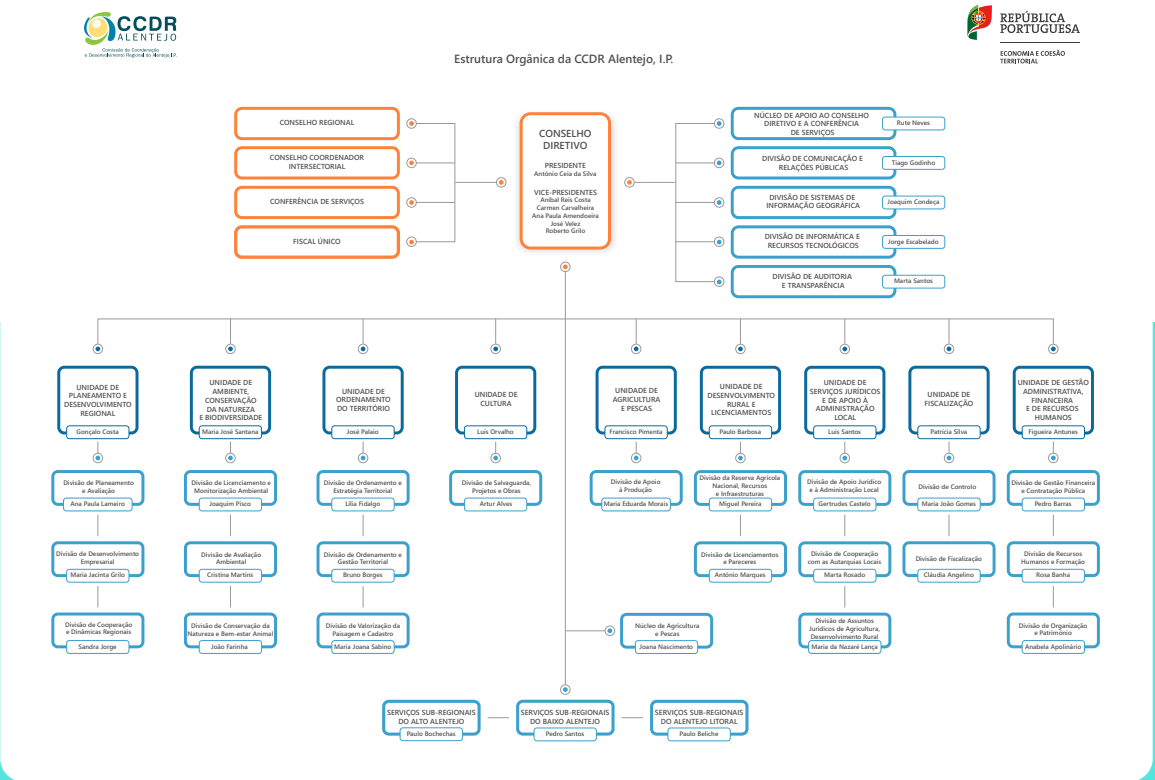 CCDR
ALENTEJO
Comissão de Coordenação
e Desenvolvimento Regional do Alentejo, I.P.
REPÚBLICA
PORTUGUESA
ECONOMIA E COESÃO
TERRITORIAL
Estrutura Orgânica da CCDR Alentejo, I.P.
CONSELHO REGIONAL
CONSELHO COORDENADOR
INTERSECTORIAL
CONFERÊNCIA DE SERVIÇOS
FISCAL ÚNICO
CONSELHO
DIRETIVO
PRESIDENTE
António Ceia da Silva
VICE-PRESIDENTES
Aníbal Reis Costa
Carmen Carvalheira
Ana Paula Amendoeira
José Velez
Roberto Grilo
NÚCLEO DE APOIO AO CONSELHO
DIRETIVO E A CONFERÊNCIA
DE SERVIÇOS
Rute Neves
DIVISÃO DE COMUNICAÇÃO E
RELAÇÕES PÚBLICAS
Tiago Godinho
DIVISÃO DE SISTEMAS DE
INFORMAÇÃO GEOGRÁFICA
Joaquim Condeça
DIVISÃO DE INFORMÁTICA E
RECURSOS TECNOLÓGICOS
Jorge Escabelado
DIVISÃO DE AUDITORIA
E TRANSPARÊNCIA
Marta Santos
UNIDADE DE
PLANEAMENTO E
DESENVOLVIMENTO
REGIONAL
Gonçalo Costa
UNIDADE DE
AMBIENTE,
CONSERVAÇÃO
DA NATUREZA
E BIODIVERSIDADE
Maria José Santana
UNIDADE DE
ORDENAMENTO
DO TERRITÓRIO
José Palaio
UNIDADE DE
CULTURA
Luis Orvalho
UNIDADE DE
AGRICULTURA
E PESCAS
Francisco Pimenta
UNIDADE DE
DESENVOLVIMENTO
RURAL E
LICENCIAMENTOS
Paulo Barbosa
UNIDADE DE
SERVIÇOS JURÍDICOS
E DE APOIO À
ADMINISTRAÇÃO
LOCAL
Luis Santos
UNIDADE DE
FISCALIZAÇÃO
Patrícia Silva
UNIDADE DE GESTÃO
ADMINISTRATIVA,
FINANCEIRA
E DE RECURSOS
HUMANOS
Figueira Antunes
Divisão de Planeamento
e Avaliação
Ana Paula Lameiro
Divisão de Licenciamento e
Monitorização Ambiental
Joaquim Pisco
Divisão de Ordenamento e
Estratégia Territorial
Lília Fidalgo
Divisão de Salvaguarda,
Projetos e Obras
Artur Alves
Divisão de Apoio
à Produção
Maria Eduarda Morais
Divisão da Reserva Agrícola
Nacional, Recursos
e Infraestruturas
Miguel Pereira
Divisão de Apoio Jurídico
e à Administração Local
Gertrudes Castelo
Divisão de Controlo
Maria João Gomes
Divisão de Gestão Financeira
e Contratação Pública
Pedro Barras
Divisão de Desenvolvimento
Empresarial
Maria Jacinta Grilo
Divisão de Avaliação
Ambiental
Cristina Martins
Divisão de Ordenamento e
Gestão Territorial
Bruno Borges
Divisão de Licenciamentos
e Pareceres
António Marques
Divisão de Cooperação
com as Autarquias Locais
Marta Rosado
Divisão de Fiscalização
Cláudia Angelino
Divisão de Recursos
Humanos e Formação
Rosa Banha
Divisão de Cooperação
e Dinâmicas Regionais
Sandra Jorge
Divisão de Conservação da
Natureza e Bem-estar Animal
João Farinha
Divisão de Valorização da
Paisagem e Cadastro
Maria Joana Sabino
Núcleo de Agricultura
e Pescas
Joana Nascimento
Divisão de Assuntos
Jurídicos de Agricultura,
Desenvolvimento Rural
Maria da Nazaré Lança
Divisão de Organização
e Património
Anabela Apolinário
SERVIÇOS SUB-REGIONAIS
DO ALTO ALENTEJO
Paulo Bochechas
SERVIÇOS SUB-REGIONAIS
DO BAIXO ALENTEJO
Pedro Santos
SERVIÇOS SUB-REGIONAIS
DO ALENTEJO LITORAL
Paulo Beliche